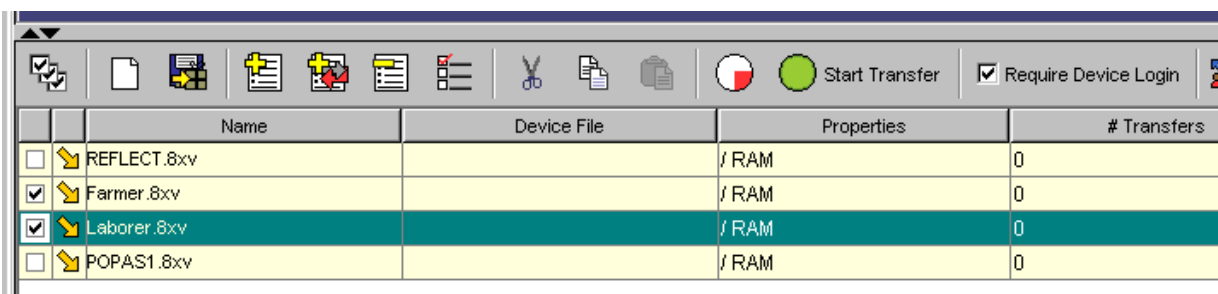 Start Transfer Require Device Login
Name Device File Properties # Transfers
REFLECT.8xv / RAM 0
Farmer.8xv / RAM 0
Laborer.8xv / RAM 0
POPAS1.8xv / RAM 0